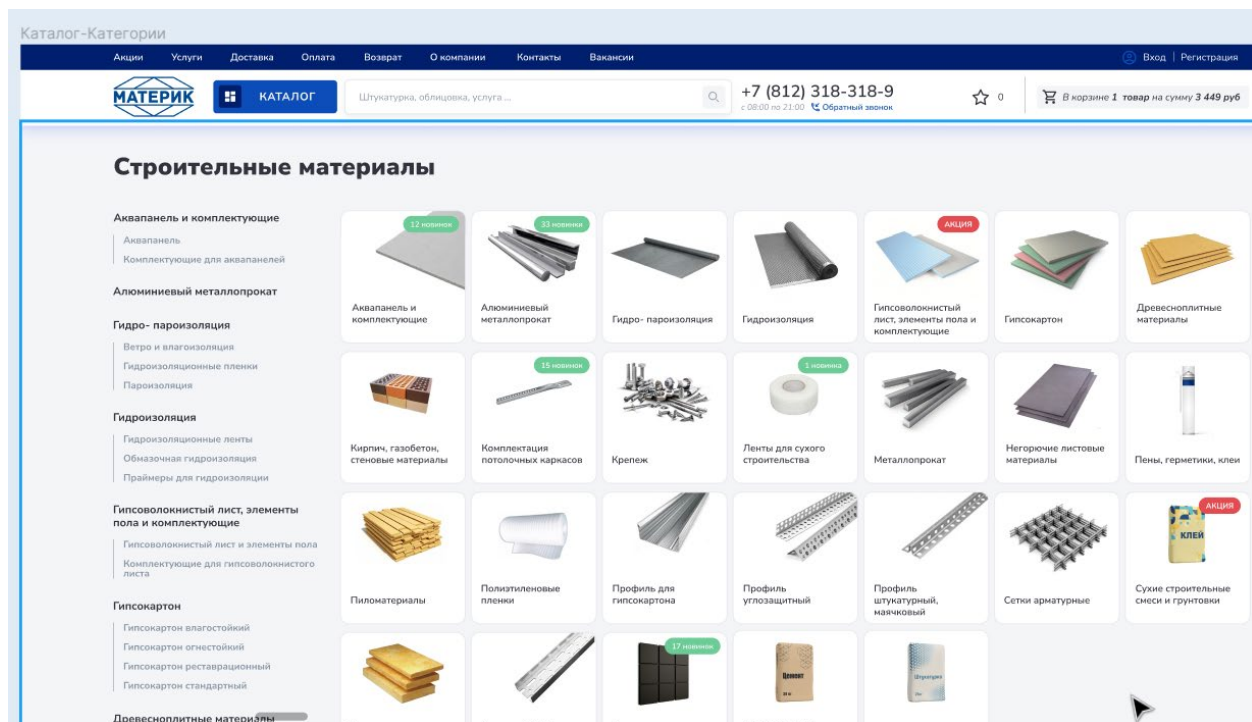 Каталог-Категории
Акции Услуги Доставка Оплата Возврат О компании Контакты Вакансии Вход | Регистрация
МАТЕРИК КАТАЛОГ Штукатурка, облицовка, услуга ... +7 (812) 318-318-9 0 В корзине 1 товар на сумму 3 449 руб
с 08:00 по 21:00 Обратный звонок
Строительные материалы
Аквапанель и комплектующие
Аквапанель
Комплектующие для аквапанелей
Алюминиевый металлопрокат
Гидро- пароизоляция
Ветро и влагоизоляция
Гидроизоляционные пленки
Пароизоляция
Гидроизоляция
Гидроизоляционные ленты
Обмазочная гидроизоляция
Праймеры для гидроизоляции
Гипсоволокнистый лист, элементы
пола и комплектующие
Гипсоволокнистый лист и элементы пола
Комплектующие для гипсоволокнистого
листа
Гипсокартон
Гипсокартон влагостойкий
Гипсокартон огнестойкий
Гипсокартон реставрационный
Гипсокартон стандартный
Древесноплитные материалы
12 новинок
Аквапанель и
комплектующие
33 новинки
Алюминиевый
металлопрокат
Гидро- пароизоляция
Гидроизоляция
АКЦИЯ
Гипсоволокнистый
лист, элементы пола и
комплектующие
Гипсокартон
Древесноплитные
материалы
Кирпич, газобетон,
стеновые материалы
15 новинок
Комплектация
потолочных каркасов
Крепеж
1 новинка
Ленты для сухого
строительства
Металлопрокат
Негорючие листовые
материалы
Пены, герметики, клеи
Пиломатериалы
Полиэтиленовые
пленки
Профиль для
гипсокартона
Профиль
углозащитный
Профиль
штукатурный,
маячковый
Сетки арматурные
АКЦИЯ
КЛЕЙ
Сухие строительные
смеси и грунтовки
17 новинок
Цемент
Штукатурка